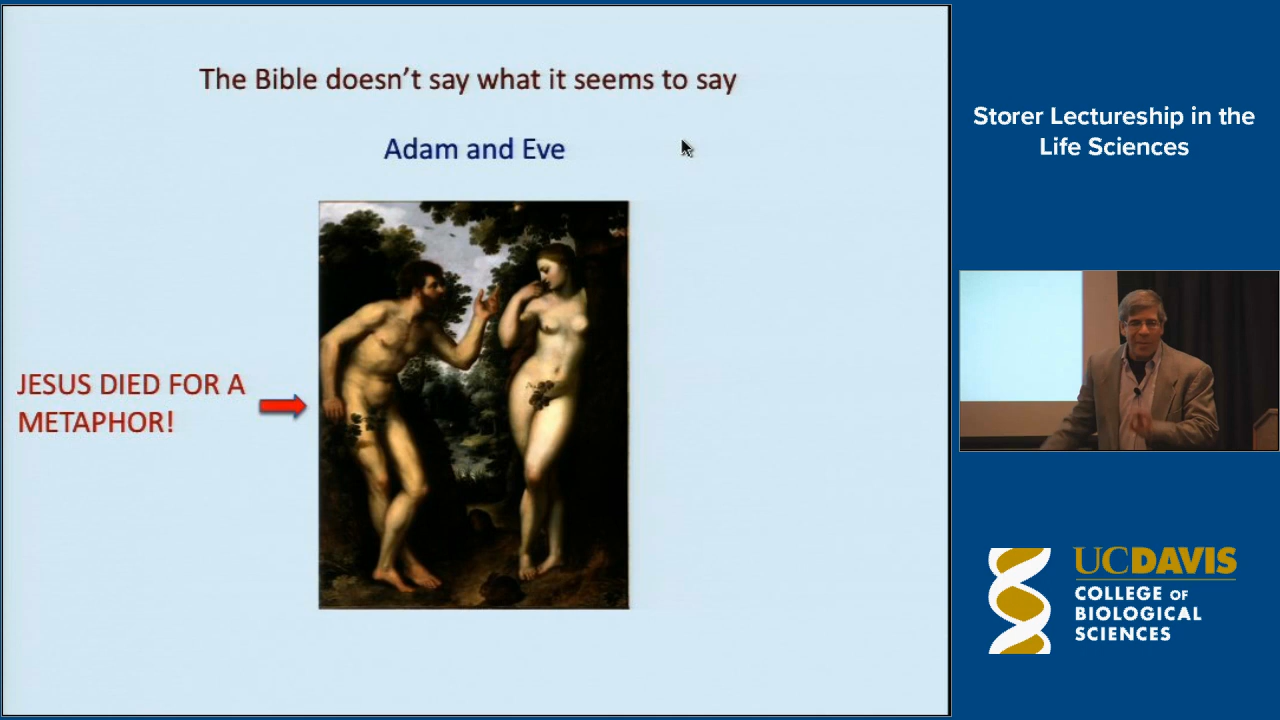 The Bible doesn’t say what it seems to say
Adam and Eve
JESUS DIED FOR A
METAPHOR!
Storer Lectureship in the
Life Sciences
UCDAVIS
COLLEGE OF
BIOLOGICAL
SCIENCES